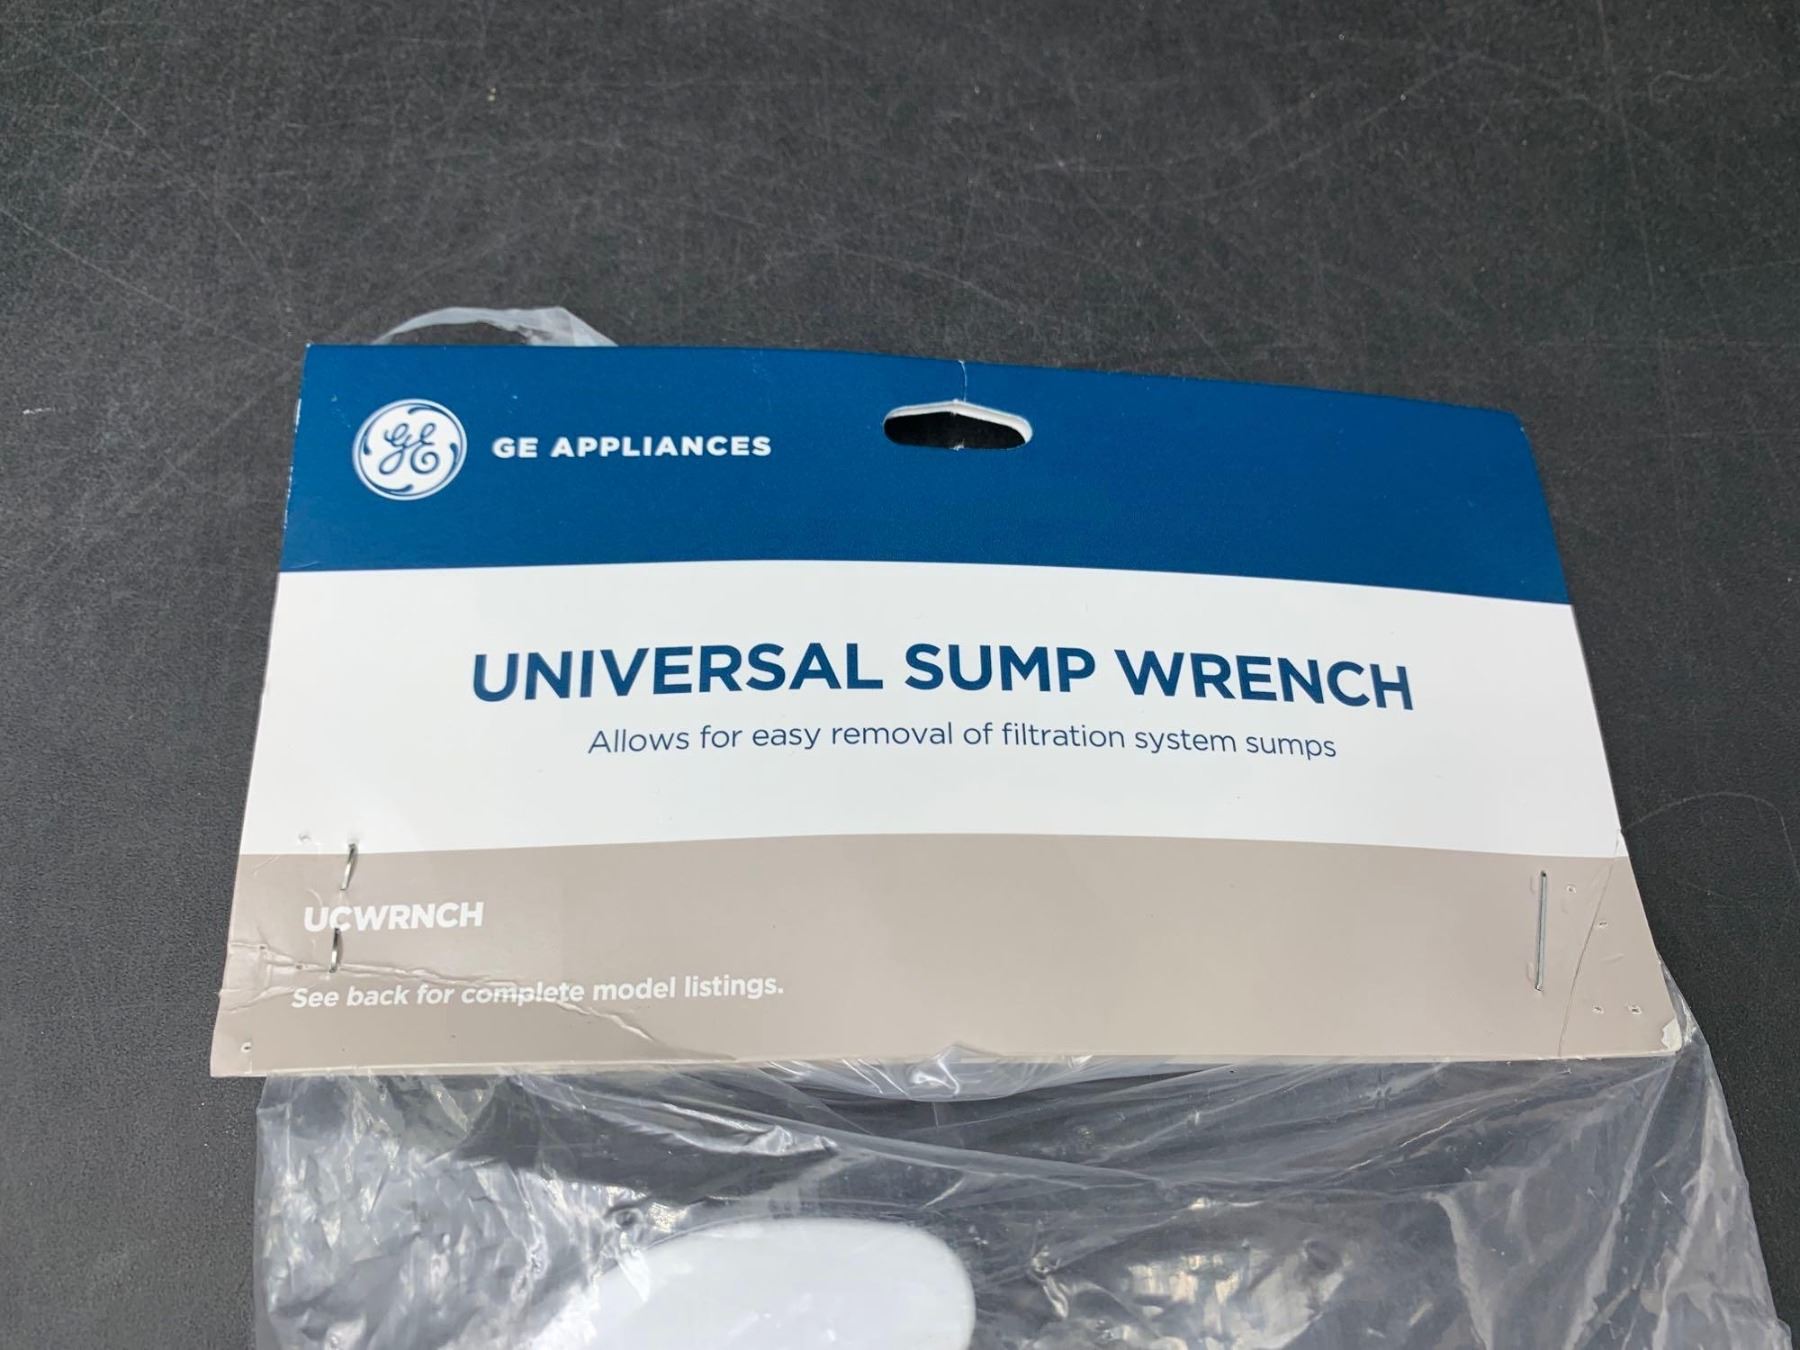 GE APPLIANCES
UNIVERSAL SUMP WRENCH
Allows for easy removal of filtration system sumps
UCWRNCH
See back for complete model listings.